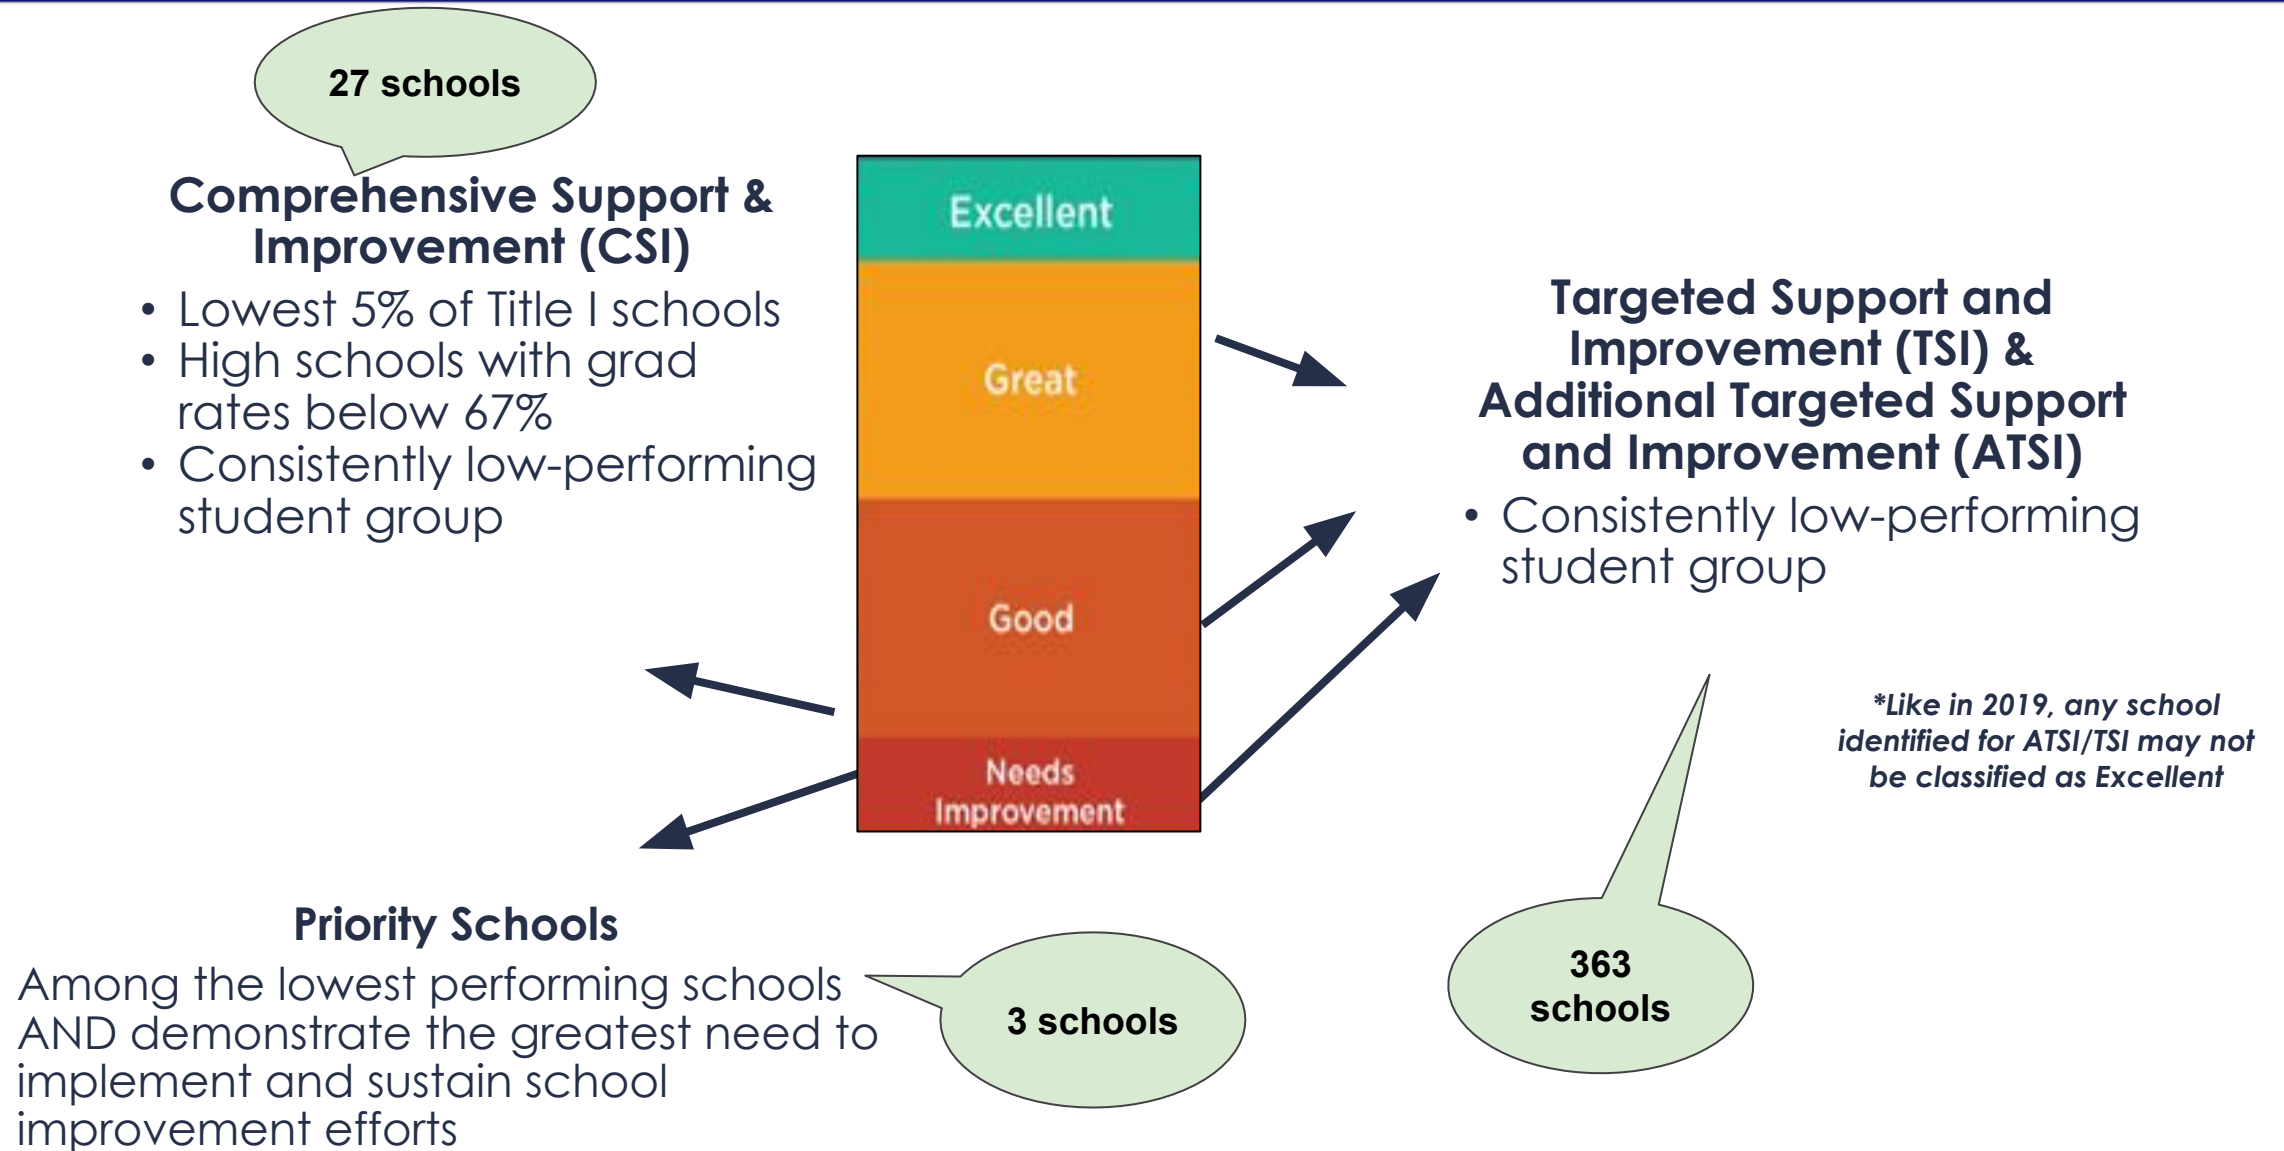 27 schools
Comprehensive Support &
Improvement (CSI)
• Lowest 5% of Title I schools
• High schools with grad
rates below 67%
• Consistently low-performing
student group
Excellent
Great
Good
Needs
Improvement
Targeted Support and
Improvement (TSI) &
Additional Targeted Support
and Improvement (ATSI)
• Consistently low-performing
student group
*Like in 2019, any school
identified for ATSI/TSI may not
be classified as Excellent
Priority Schools
Among the lowest performing schools
AND demonstrate the greatest need to
implement and sustain school
improvement efforts
3 schools
363
schools